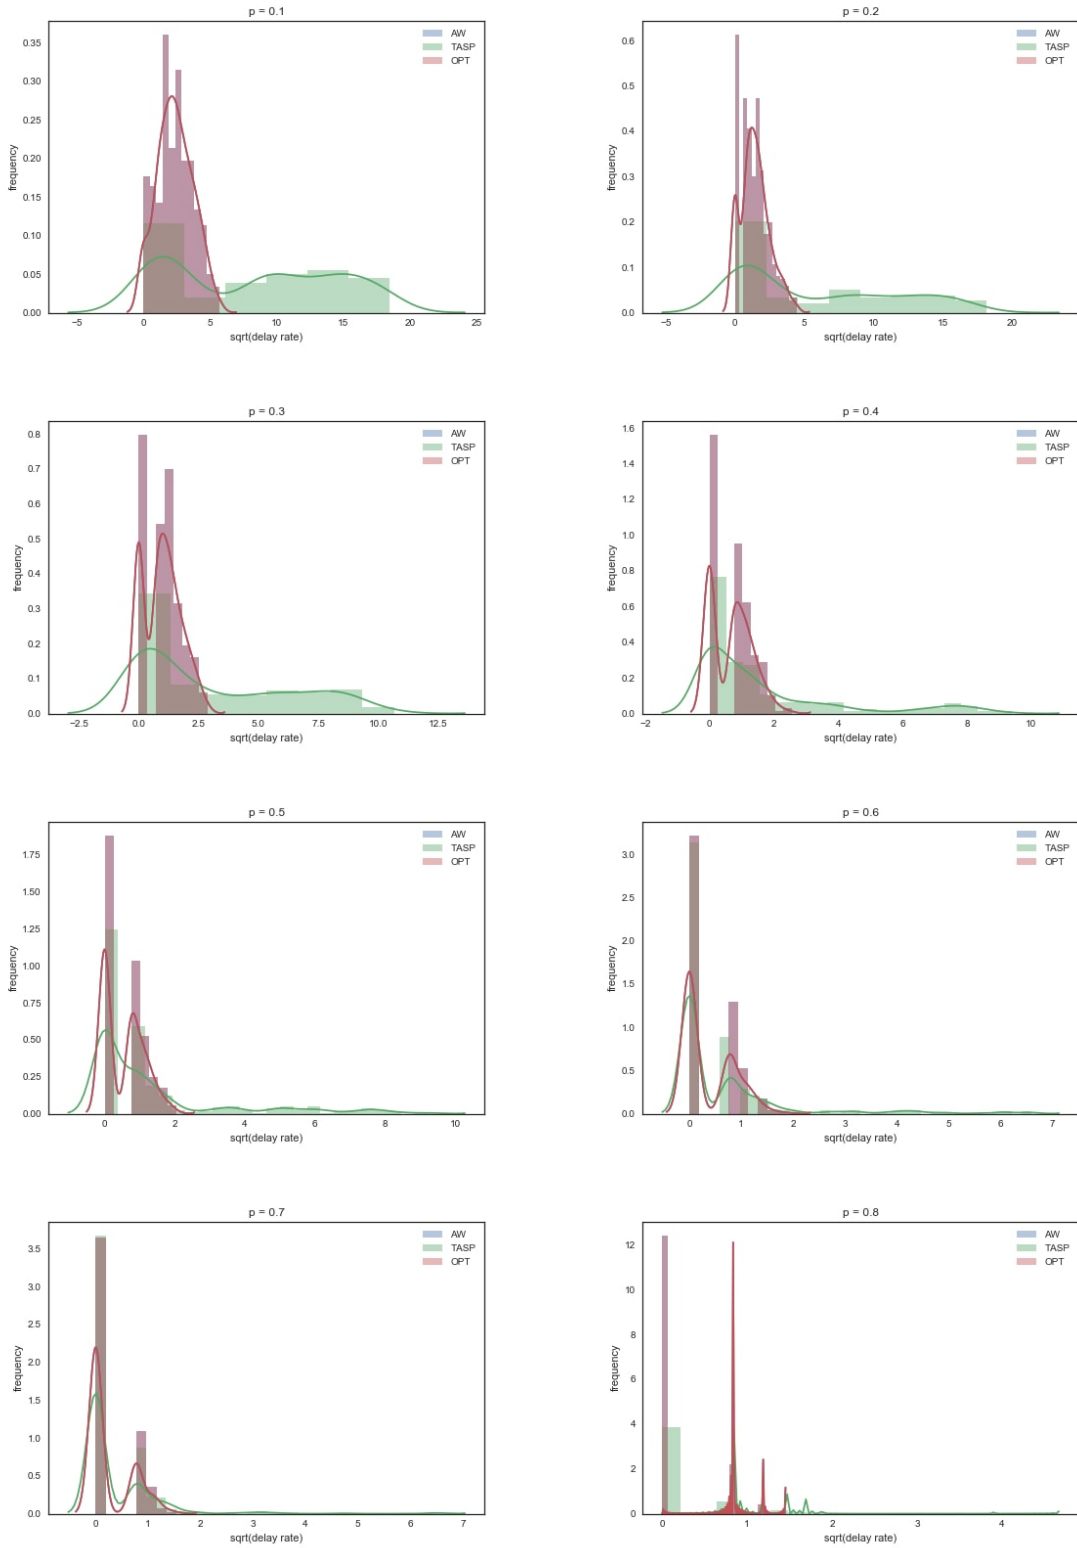 p = 0.1
AW
TASP
OPT
0.35
0.30
0.25
0.20
0.15
0.10
0.05
0.00
frequency
−5 0 5 10 15 20 25
sqrt(delay rate)
p = 0.2
AW
TASP
OPT
0.6
0.5
0.4
0.3
0.2
0.1
0.0
frequency
−5 0 5 10 15 20
sqrt(delay rate)
p = 0.3
AW
TASP
OPT
0.8
0.7
0.6
0.5
0.4
0.3
0.2
0.1
0.0
frequency
−2.5 0.0 2.5 5.0 7.5 10.0 12.5
sqrt(delay rate)
p = 0.4
AW
TASP
OPT
1.6
1.4
1.2
1.0
0.8
0.6
0.4
0.2
0.0
frequency
−2 0 2 4 6 8 10
sqrt(delay rate)
p = 0.5
AW
TASP
OPT
1.75
1.50
1.25
1.00
0.75
0.50
0.25
0.00
frequency
0 2 4 6 8 10
sqrt(delay rate)
p = 0.6
AW
TASP
OPT
3.0
2.5
2.0
1.5
1.0
0.5
0.0
frequency
0 1 2 3 4 5 6 7
sqrt(delay rate)
p = 0.7
AW
TASP
OPT
3.5
3.0
2.5
2.0
1.5
1.0
0.5
0.0
frequency
0 1 2 3 4 5 6 7
sqrt(delay rate)
p = 0.8
AW
TASP
OPT
12
10
8
6
4
2
0
frequency
0 1 2 3 4
sqrt(delay rate)